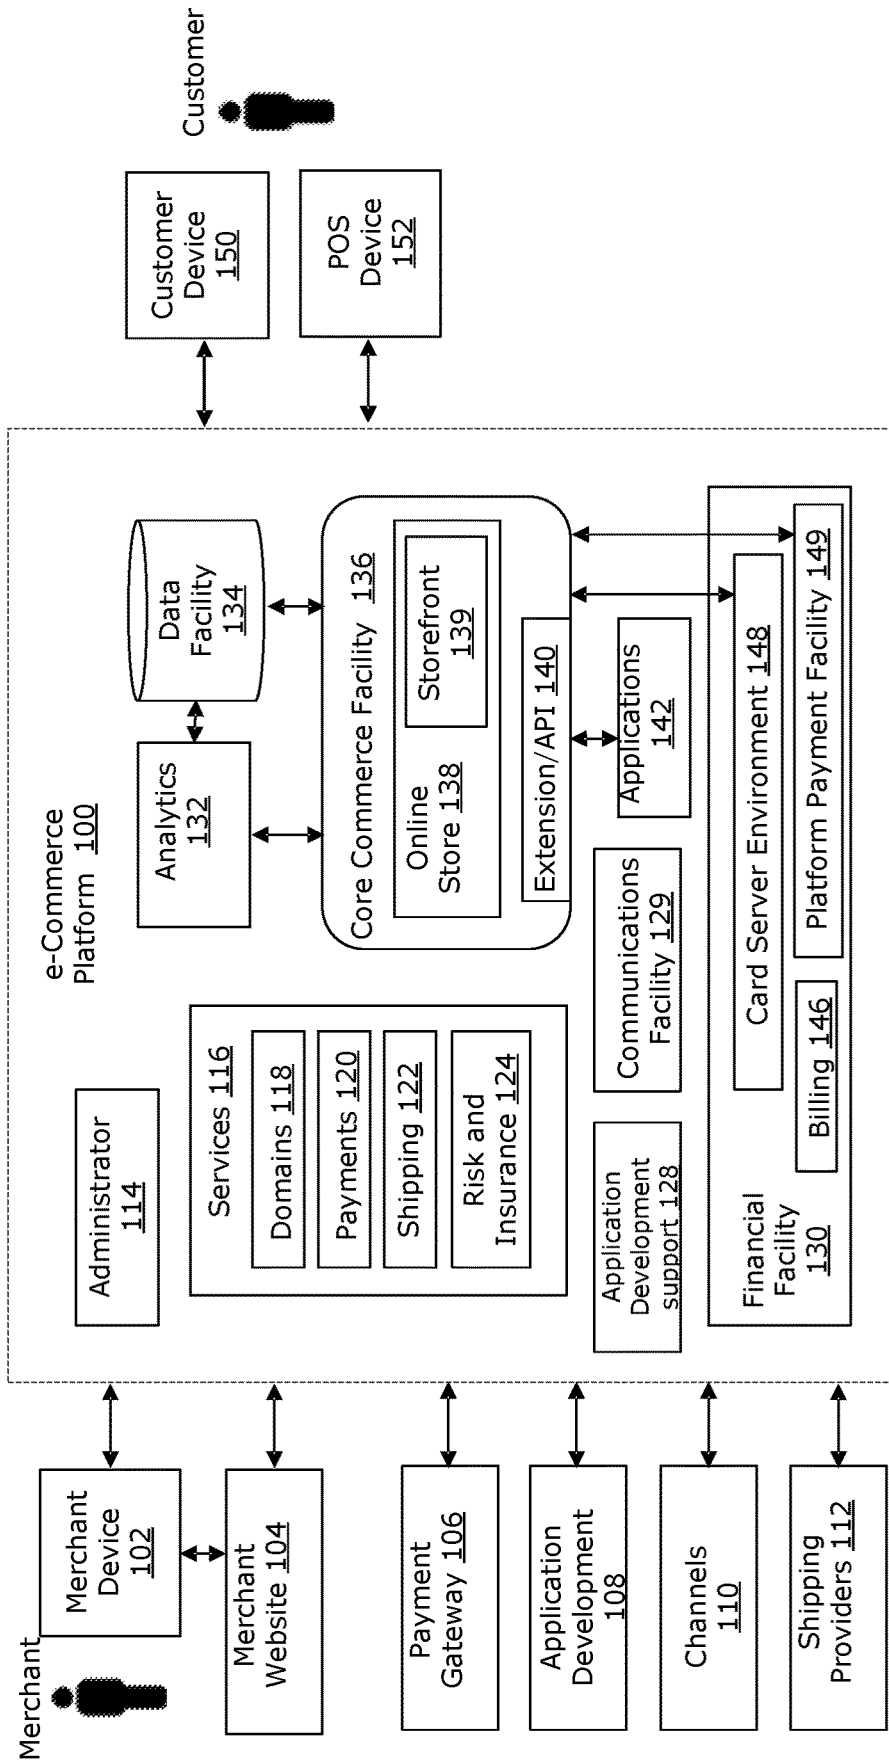 Merchant
Merchant
Device
102
Merchant
Website 104
Payment
Gateway 106
Application
Development
108
Channels
110
Shipping
Providers 112
e-Commerce
Platform 100
Administrator
114
Services 116
Domains 118
Payments 120
Shipping 122
Risk and
Insurance 124
Application
Development
support 128
Communications
Facility 129
Analytics
132
Data
Facility
134
Core Commerce Facility 136
Online
Store 138
Storefront
139
Extension/API 140
Applications
142
Financial
Facility
130
Card Server Environment 148
Billing 146
Platform Payment Facility 149
Customer
Device
150
POS
Device
152
Customer